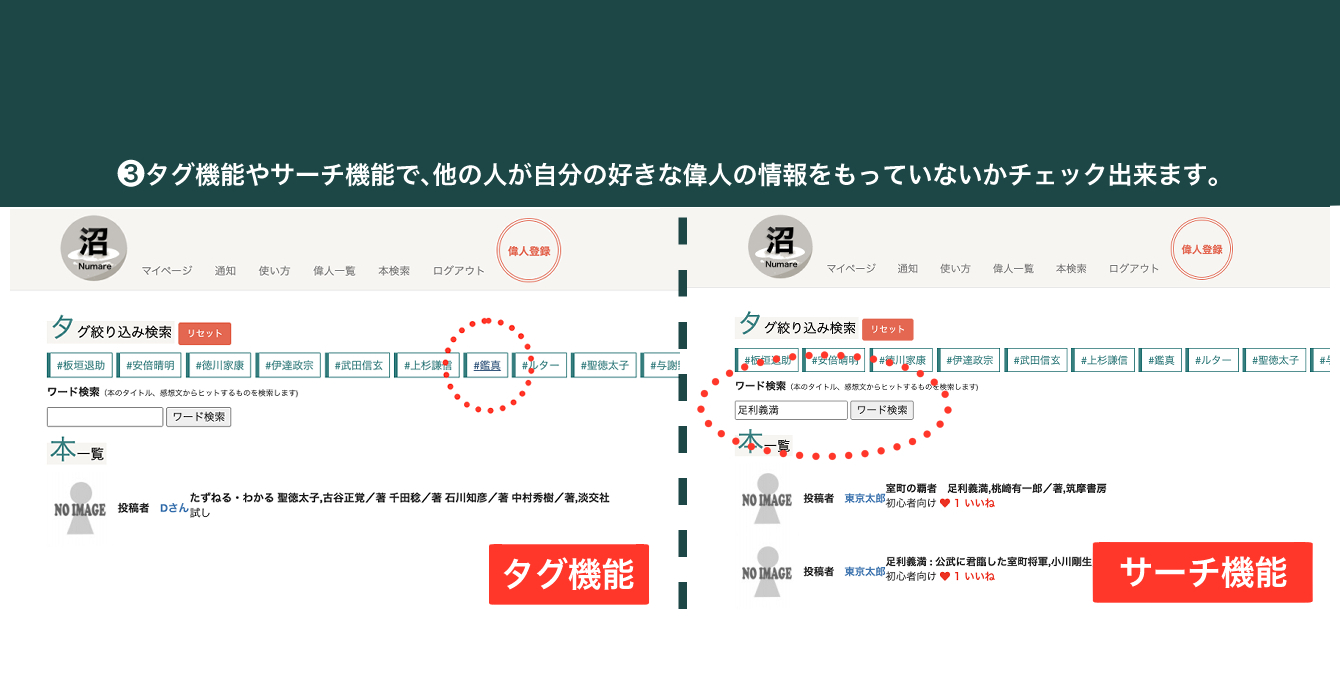 ❸タグ機能やサーチ機能で、他の人が自分の好きな偉人の情報をもっていないかチェック出来ます。
沼
Numare
マイページ 通知 使い方 偉人一覧 本検索 ログアウト 偉人登録
タグ絞り込み検索 リセット
#板垣退助 #安倍晴明 #徳川家康 #伊達政宗 #武田信玄 #上杉謙信 #鑑真 #ルター #聖徳太子 #与謝
ワード検索 (本のタイトル、感想文からヒットするものを検索します)
ワード検索
本一覧
NO IMAGE 投稿者 Dさん たずねる・わかる 聖徳太子,古谷正覚／著 千田稔／著 石川知彦／著 中村秀樹／著,淡交社
試し
タグ機能
沼
Numare
マイページ 通知 使い方 偉人一覧 本検索 ログアウト 偉人登録
タグ絞り込み検索 リセット
#板垣退助 #安倍晴明 #徳川家康 #伊達政宗 #武田信玄 #上杉謙信 #鑑真 #ルター #聖徳太子 #与
ワード検索 (本のタイトル、感想文からヒットするものを検索します)
足利義満 ワード検索
本一覧
NO IMAGE 投稿者 東京太郎 室町の覇者　足利義満,桃崎有一郎／著,筑摩書房
初心者向け ♥ 1 いいね
NO IMAGE 投稿者 東京太郎 足利義満 : 公武に君臨した室町将軍,小川剛生
初心者向け ♥ 1 いいね
サーチ機能